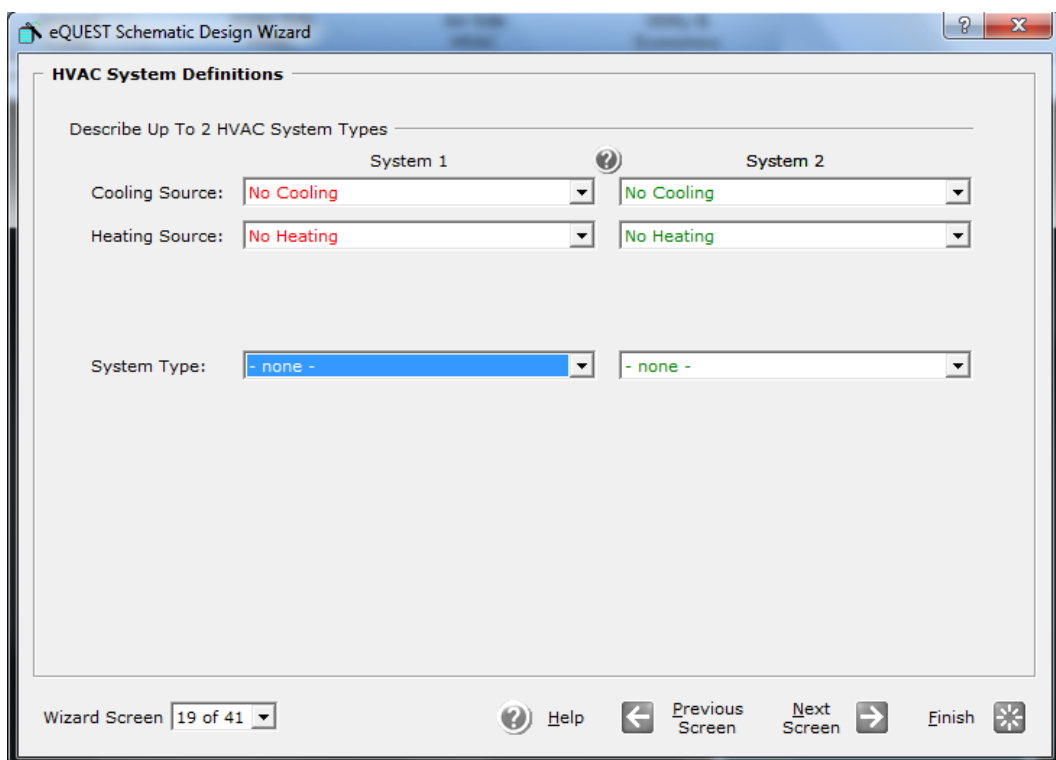 eQUEST Schematic Design Wizard
HVAC System Definitions
Describe Up To 2 HVAC System Types
System 1 System 2
Cooling Source: No Cooling No Cooling
Heating Source: No Heating No Heating
System Type: - none - - none -
Wizard Screen 19 of 41 Help Previous Screen Next Screen Finish